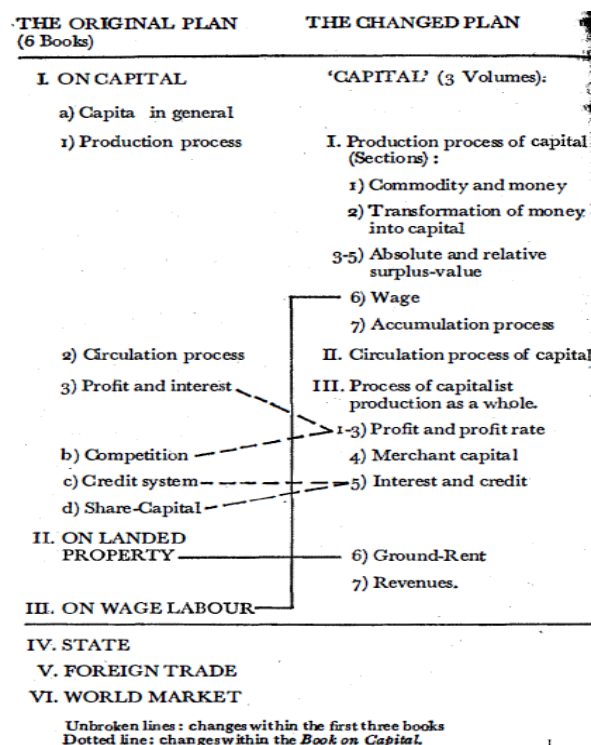 THE ORIGINAL PLAN
(6 Books)
THE CHANGED PLAN
I. ON CAPITAL
'CAPITAL' (3 Volumes):
a) Capita in general
1) Production process
I. Production process of capital
(Sections) :
1) Commodity and money
2) Transformation of money
into capital
3-5) Absolute and relative
surplus-value
6) Wage
7) Accumulation process
2) Circulation process
II. Circulation process of capital
3) Profit and interest
III. Process of capitalist
production as a whole.
1-3) Profit and profit rate
b) Competition
4) Merchant capital
c) Credit system
5) Interest and credit
d) Share-Capital
II. ON LANDED
PROPERTY
6) Ground-Rent
7) Revenues.
III. ON WAGE LABOUR
IV. STATE
V. FOREIGN TRADE
VI. WORLD MARKET
Unbroken lines : changes within the first three books
Dotted line : changes within the Book on Capital.